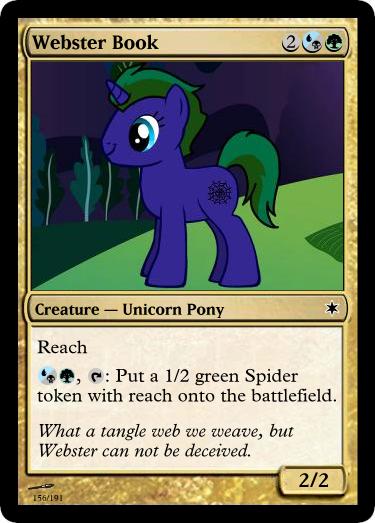 Webster Book 2
Creature — Unicorn Pony
Reach
, : Put a 1/2 green Spider
token with reach onto the battlefield.
What a tangle web we weave, but
Webster can not be deceived.
2/2
156/191